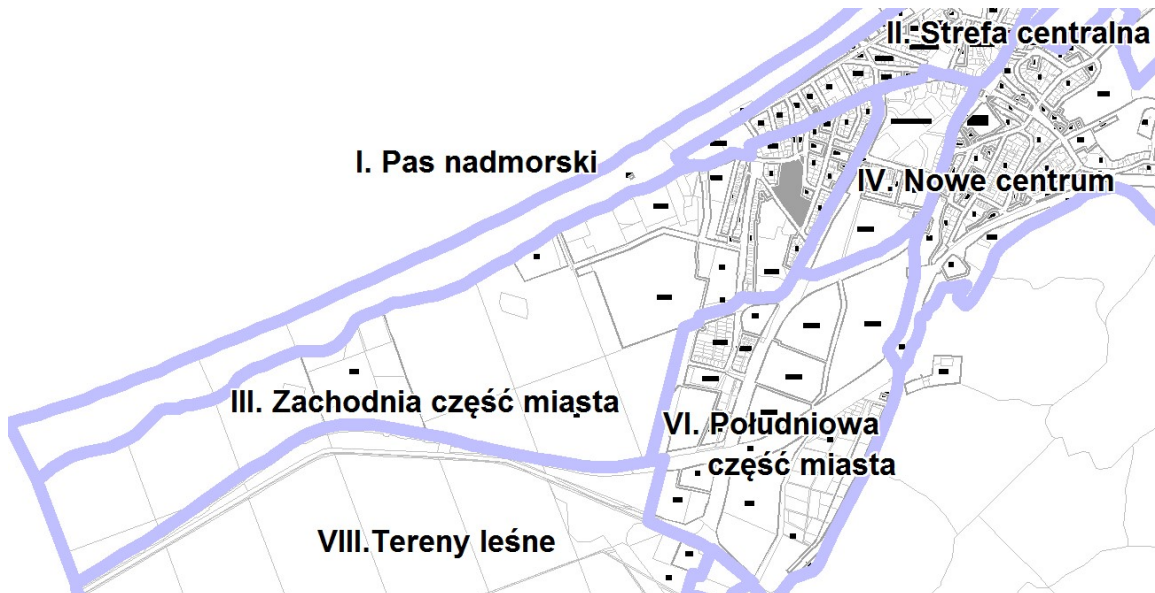 II. Strefa centralna
I. Pas nadmorski
IV. Nowe centrum
III. Zachodnia część miasta
VI. Południowa
część miasta
VIII.Tereny leśne